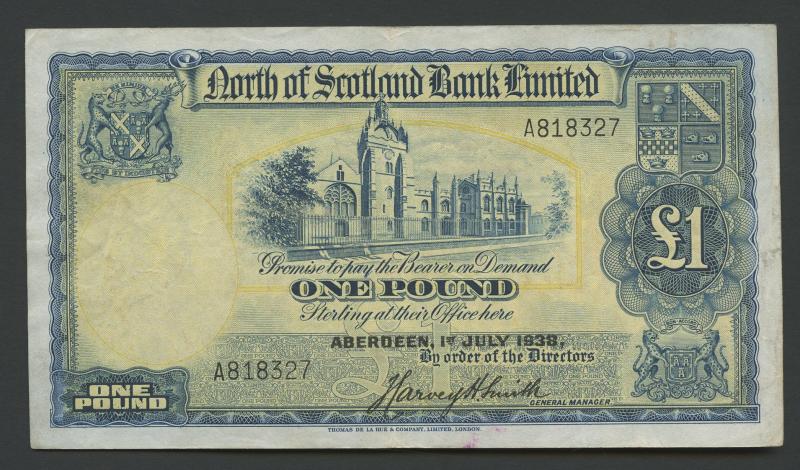 North of Scotland Bank Limited
A818327
£1
Promise to pay the Bearer on Demand
ONE POUND
Sterling at their Office here
ABERDEEN, 1ST JULY 1938,
By order of the Directors
A818327
Harvey H Smith
GENERAL MANAGER.
ONE
POUND
THOMAS DE LA RUE & COMPANY, LIMITED, LONDON.